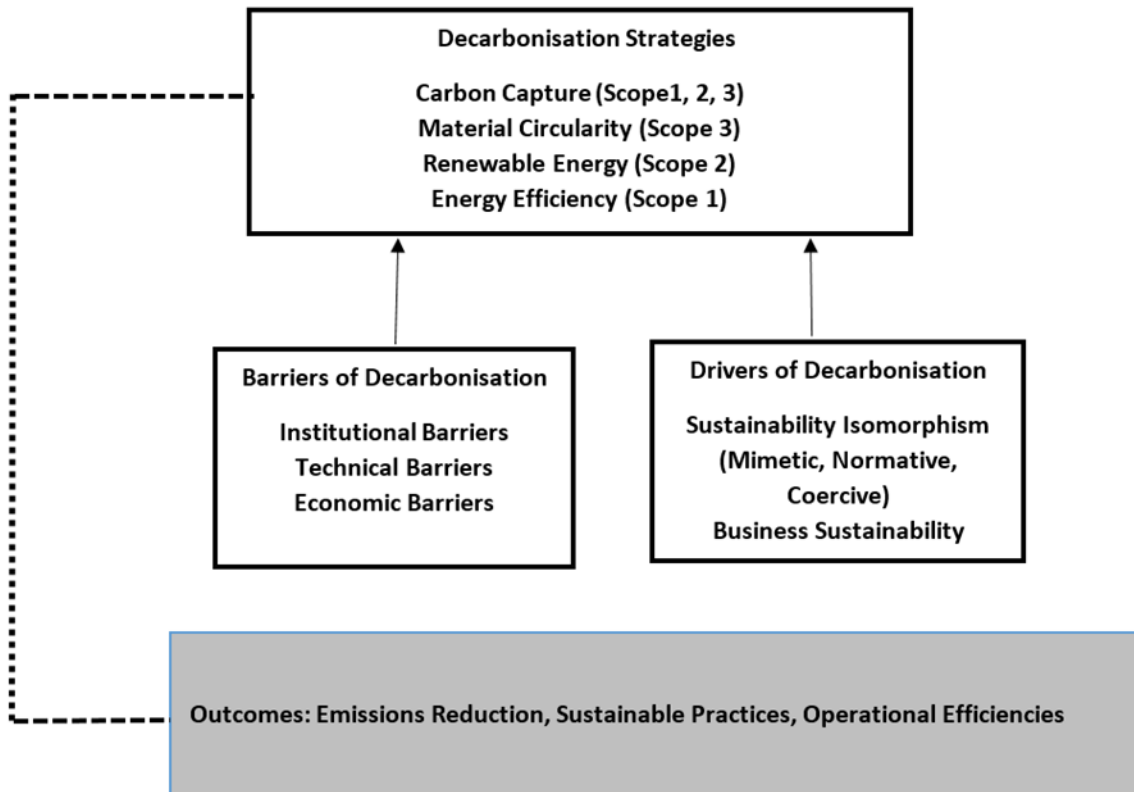 Decarbonisation Strategies
Carbon Capture (Scope1, 2, 3)
Material Circularity (Scope 3)
Renewable Energy (Scope 2)
Energy Efficiency (Scope 1)
Barriers of Decarbonisation
Institutional Barriers
Technical Barriers
Economic Barriers
Drivers of Decarbonisation
Sustainability Isomorphism
(Mimetic, Normative,
Coercive)
Business Sustainability
Outcomes: Emissions Reduction, Sustainable Practices, Operational Efficiencies